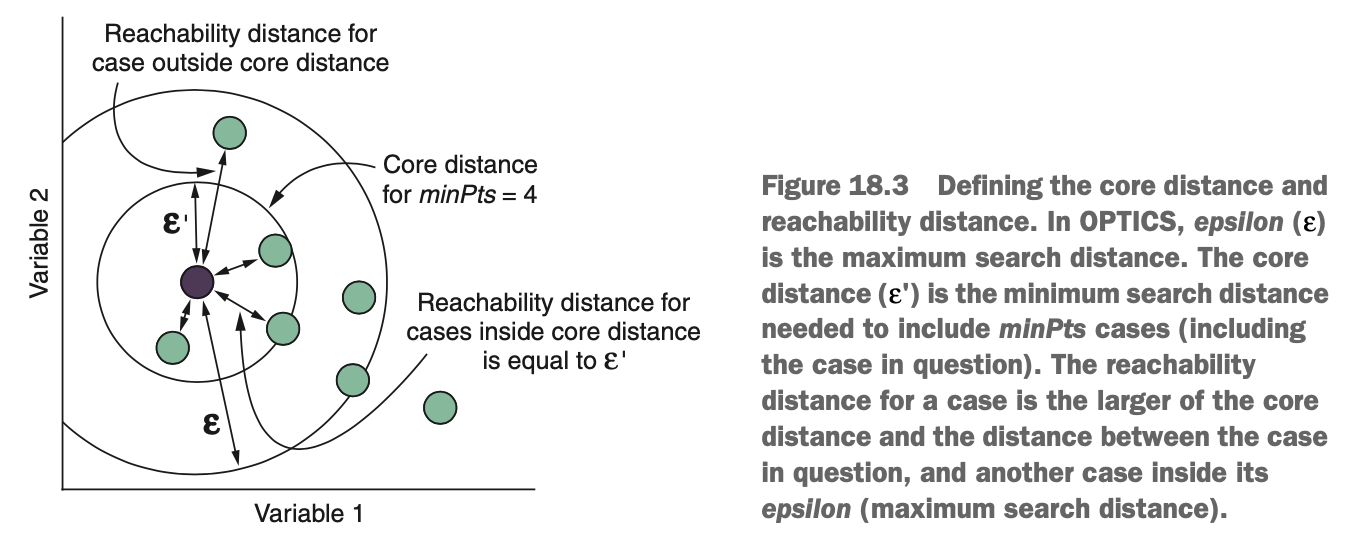 Reachability distance for
case outside core distance
Core distance
for minPts = 4
ε'
Variable 2
Reachability distance for
cases inside core distance
is equal to ε'
ε
Variable 1
Figure 18.3 Defining the core distance and
reachability distance. In OPTICS, epsilon (ε)
is the maximum search distance. The core
distance (ε') is the minimum search distance
needed to include minPts cases (including
the case in question). The reachability
distance for a case is the larger of the core
distance and the distance between the case
in question, and another case inside its
epsilon (maximum search distance).